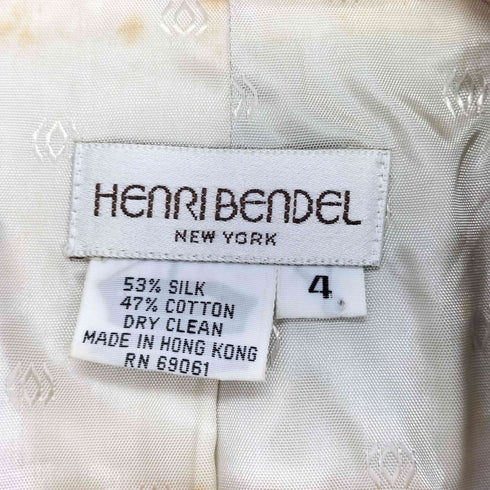 HENRI BENDEL
NEW YORK
53% SILK
47% COTTON
DRY CLEAN
MADE IN HONG KONG
RN 69061
4